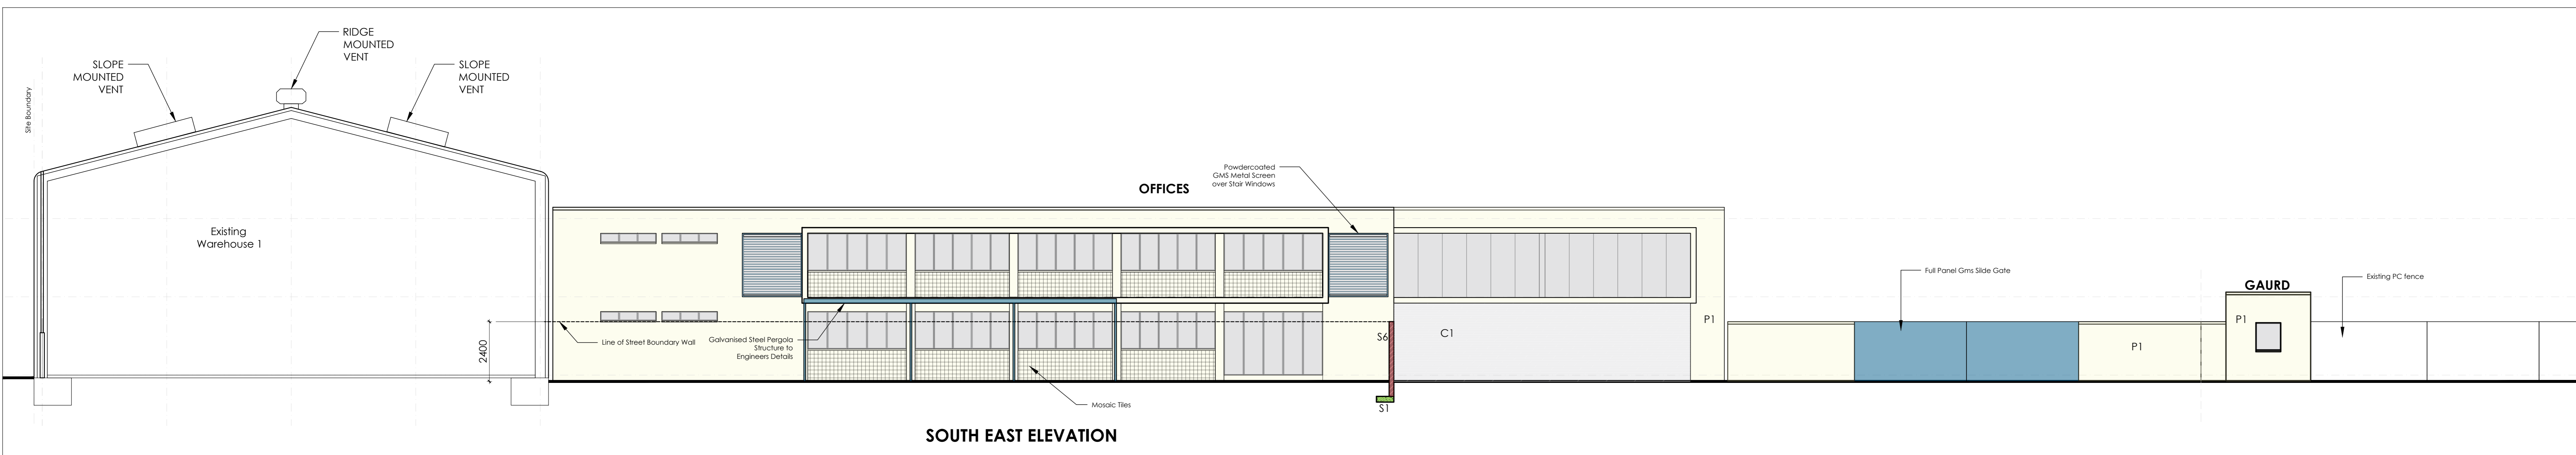 RIDGE
MOUNTED
VENT
SLOPE
MOUNTED
VENT
SLOPE
MOUNTED
VENT
Site Boundary
Existing
Warehouse 1
2400
Line of Street Boundary Wall
Galvanised Steel Pergola
Structure to
Engineers Details
Mosaic Tiles
OFFICES
Powdercoated
GMS Metal Screen
over Stair Windows
S6
S1
C1
P1
Full Panel Gms Slide Gate
P1
GAURD
P1
Existing PC fence
SOUTH EAST ELEVATION